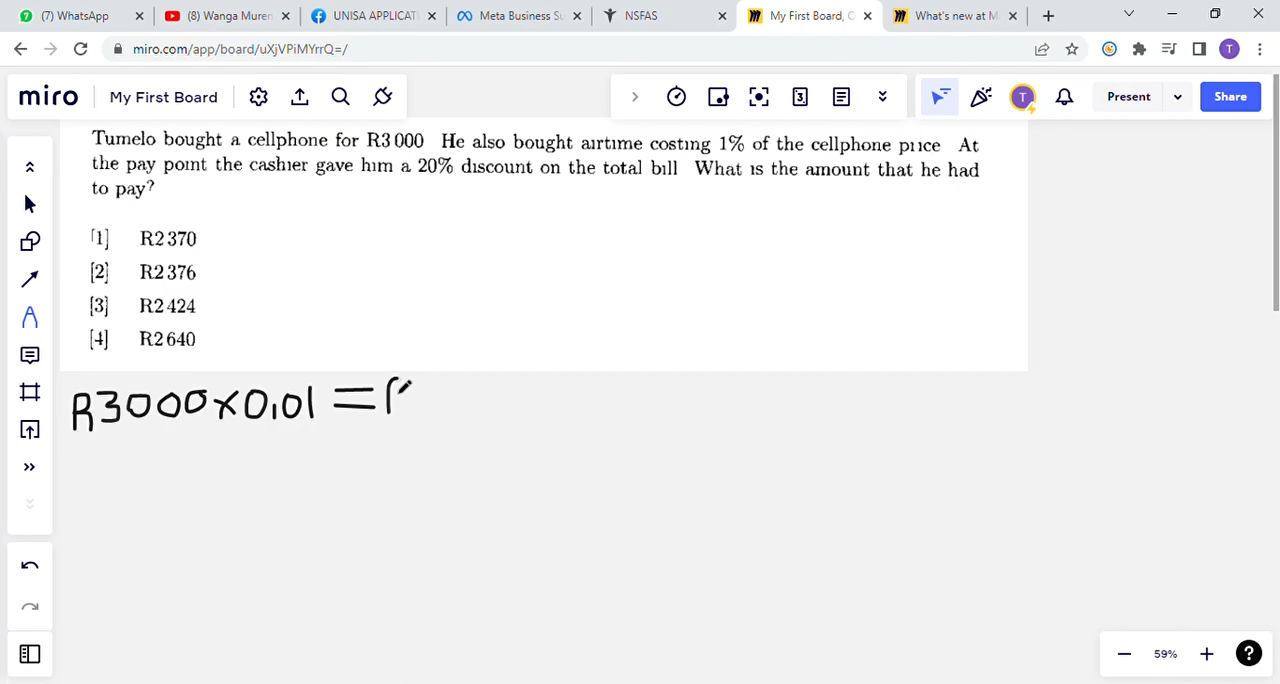 (7) WhatsApp
(8) Wanga Muren
UNISA APPLICATI
Meta Business Su
NSFAS
My First Board, O
What's new at M
miro.com/app/board/uXjVPiMYrrQ=/
T
miro
My First Board
3
T
Present
Share
Tumelo bought a cellphone for R3 000 He also bought airtime costing 1% of the cellphone price At
the pay point the cashier gave him a 20% discount on the total bill What is the amount that he had
to pay?
[1] R2 370
[2] R2 376
[3] R2 424
[4] R2 640
R3000×0,01 =
59%